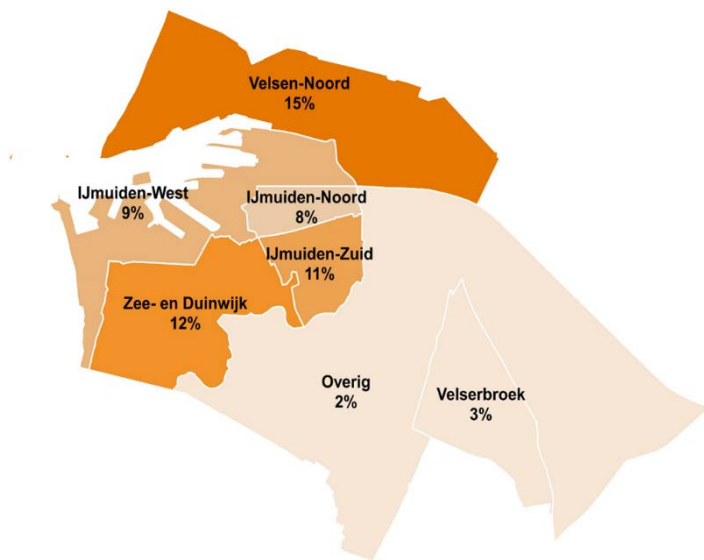 Velsen-Noord
15%
IJmuiden-West
9%
IJmuiden-Noord
8%
IJmuiden-Zuid
11%
Zee- en Duinwijk
12%
Overig
2%
Velserbroek
3%